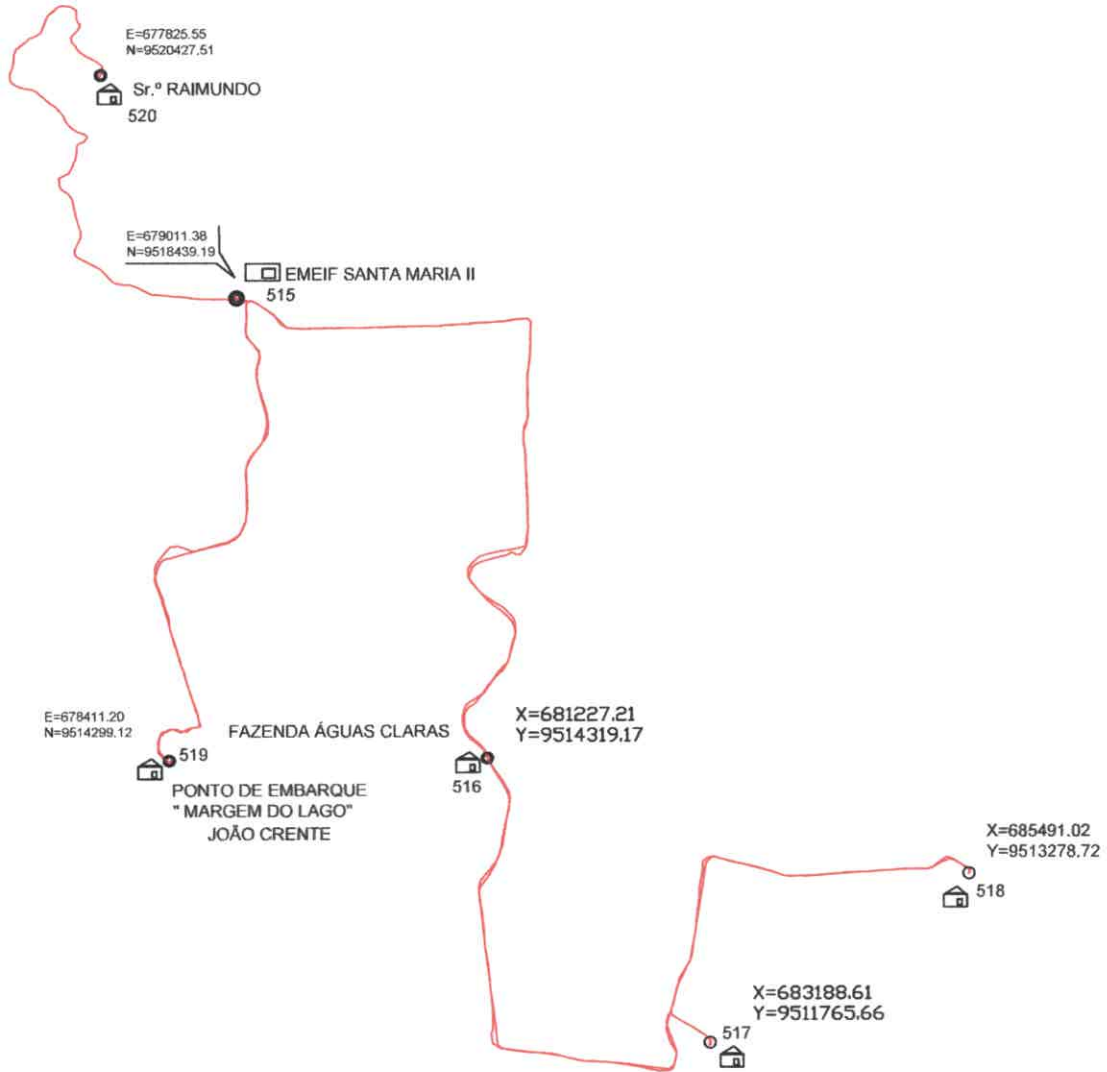 E=677825.55
N=9520427.51
Sr.º RAIMUNDO
520
E=679011.38
N=9518439.19
EMEIF SANTA MARIA II
515
E=678411.20
N=9514299.12
519
PONTO DE EMBARQUE
" MARGEM DO LAGO"
JOÃO CRENTE
FAZENDA ÁGUAS CLARAS
516
X=681227.21
Y=9514319.17
X=685491.02
Y=9513278.72
518
X=683188.61
Y=9511765.66
517